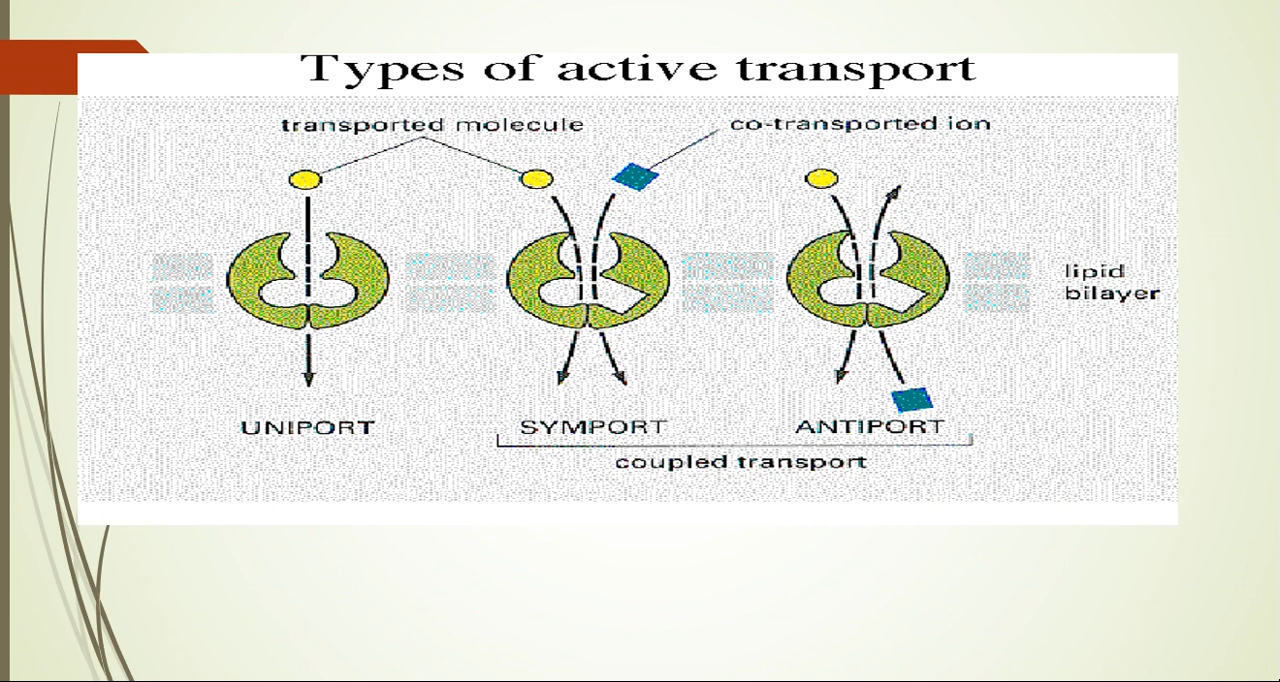 Types of active transport
transported molecule
co-transported ion
lipid
bilayer
UNIPORT
SYMPORT
ANTIPORT
coupled transport